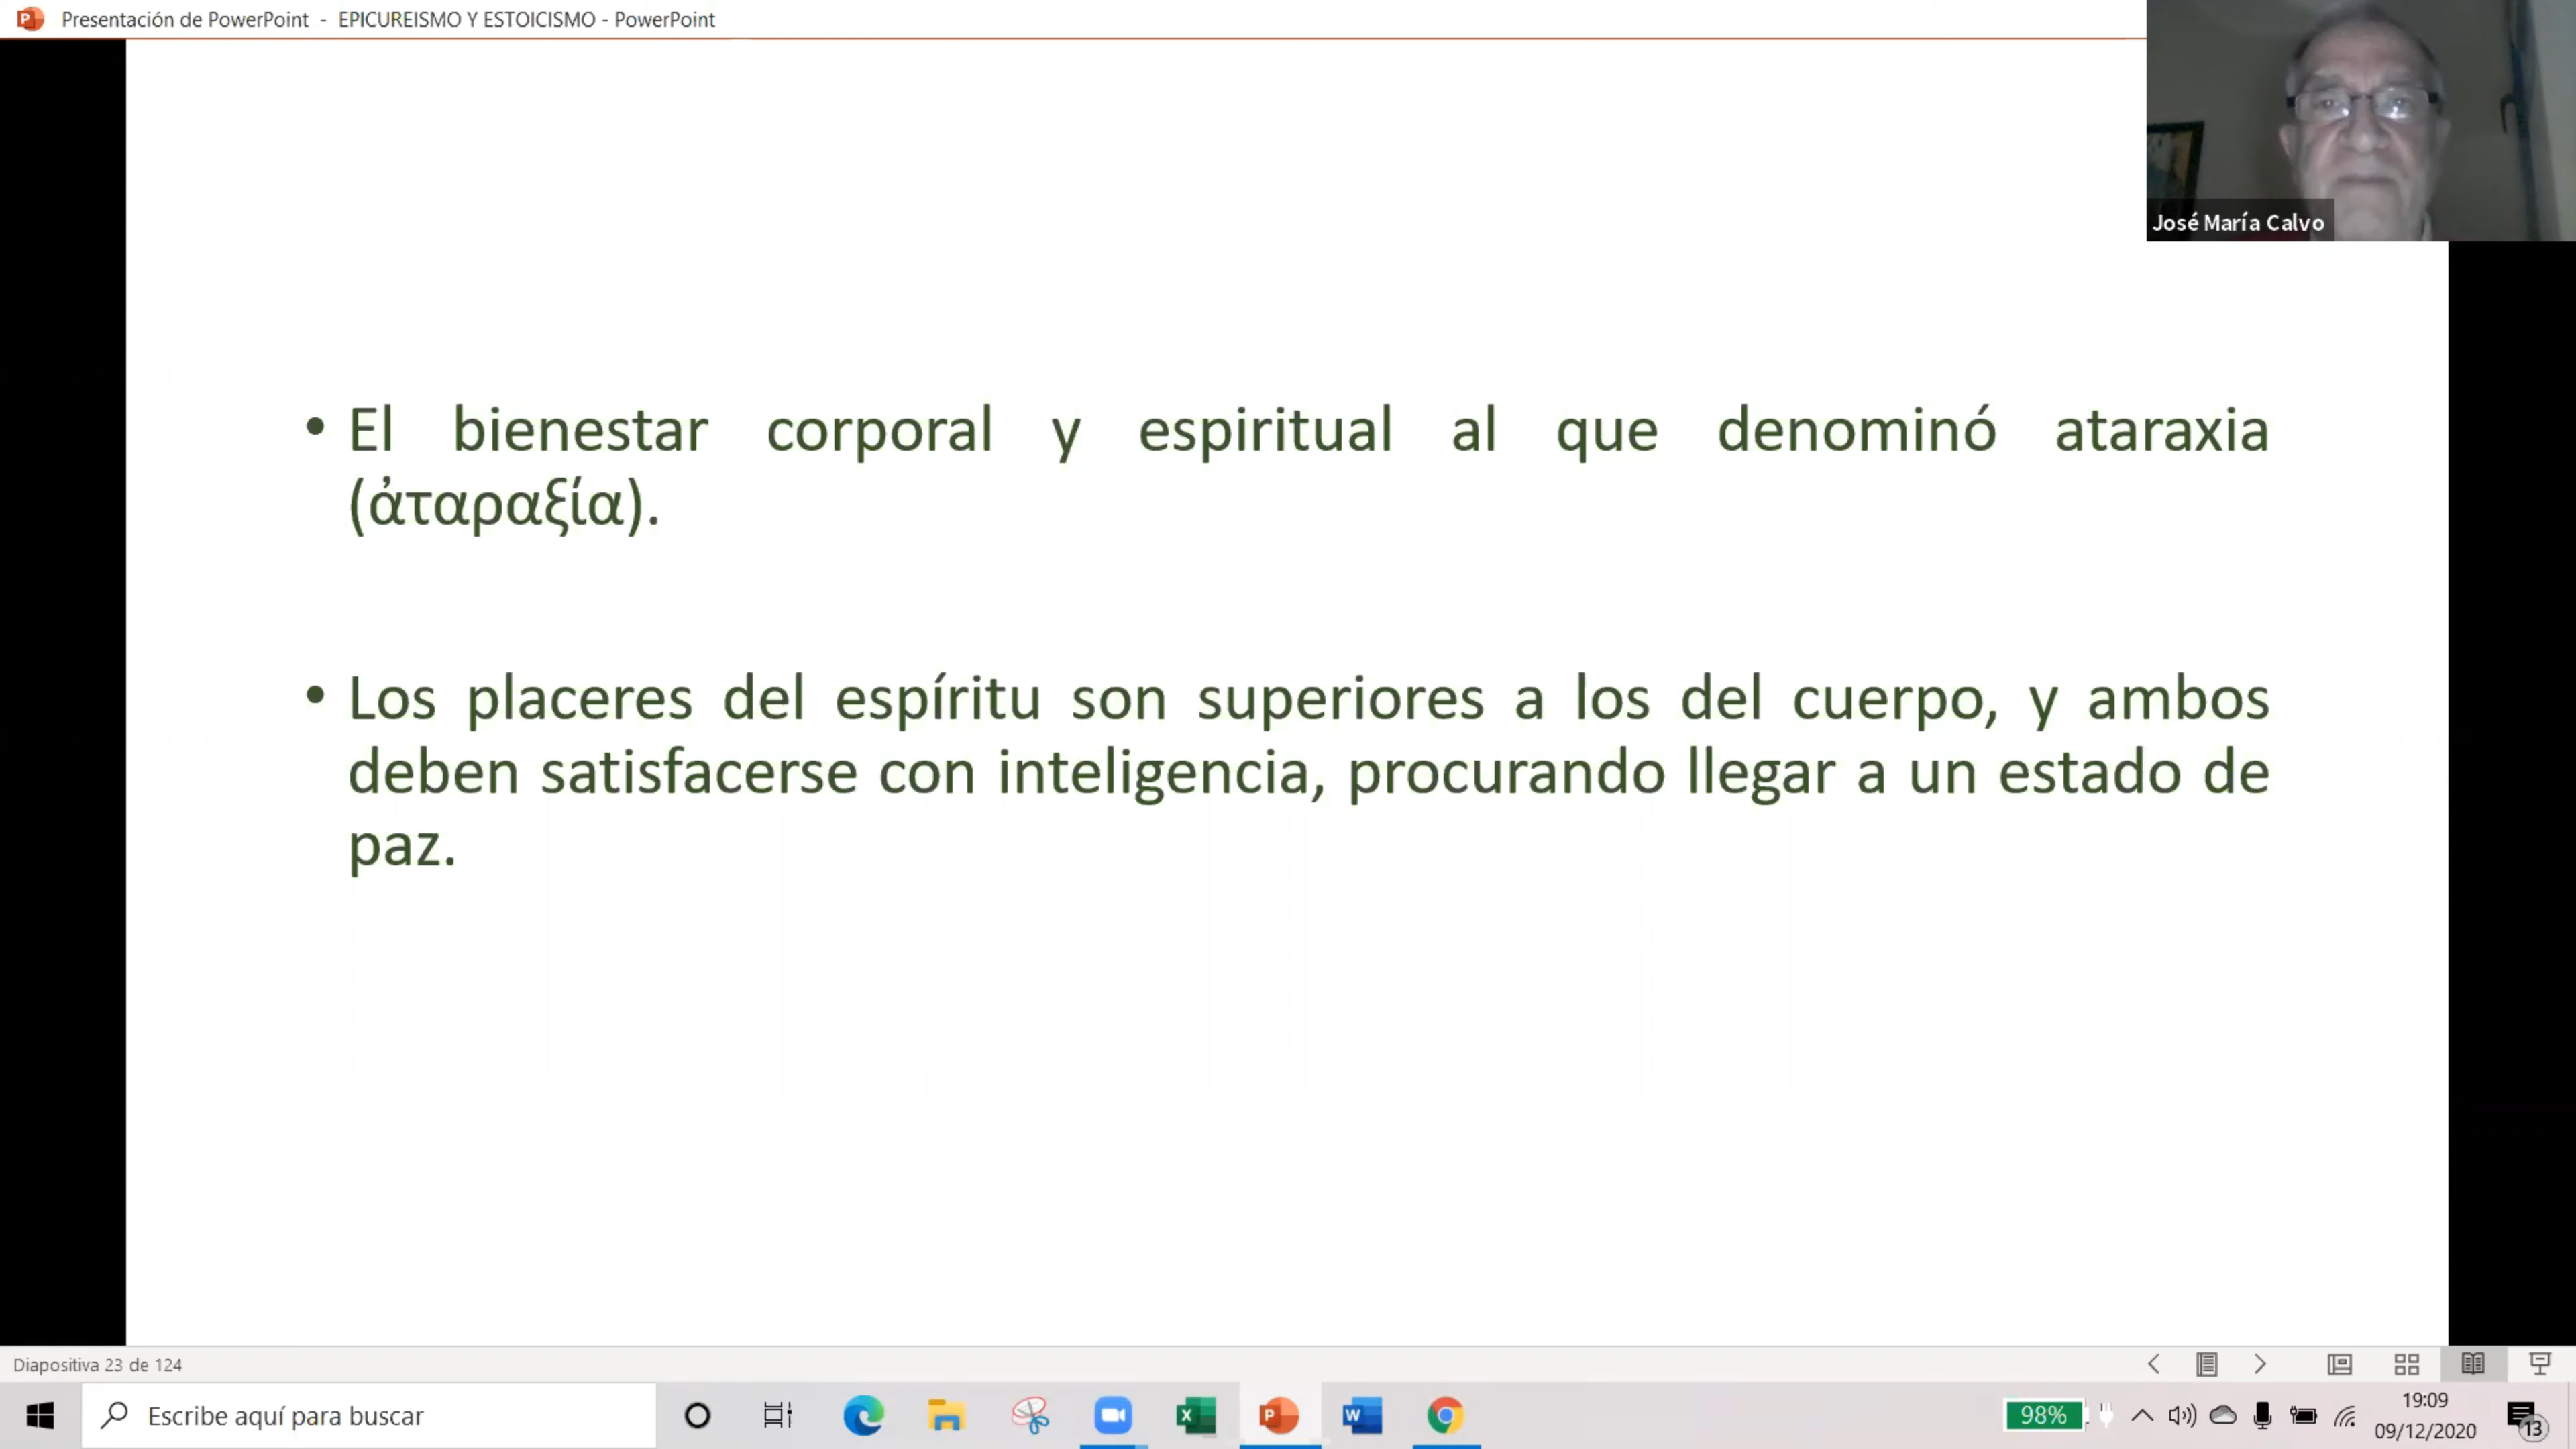 Presentación de PowerPoint - EPICUREISMO Y ESTOICISMO - PowerPoint
José María Calvo
• El bienestar corporal y espiritual al que denominó ataraxia
(ἀταραξία).
• Los placeres del espíritu son superiores a los del cuerpo, y ambos
deben satisfacerse con inteligencia, procurando llegar a un estado de
paz.
Diapositiva 23 de 124
Escribe aquí para buscar
98%
19:09
09/12/2020
13